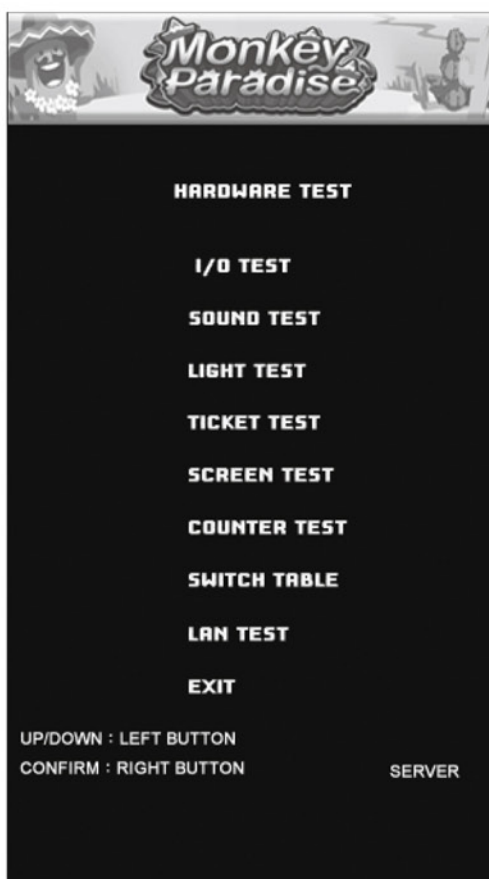 Monkey
Paradise
HARDWARE TEST
I/O TEST
SOUND TEST
LIGHT TEST
TICKET TEST
SCREEN TEST
COUNTER TEST
SWITCH TABLE
LAN TEST
EXIT
UP/DOWN : LEFT BUTTON
CONFIRM : RIGHT BUTTON
SERVER